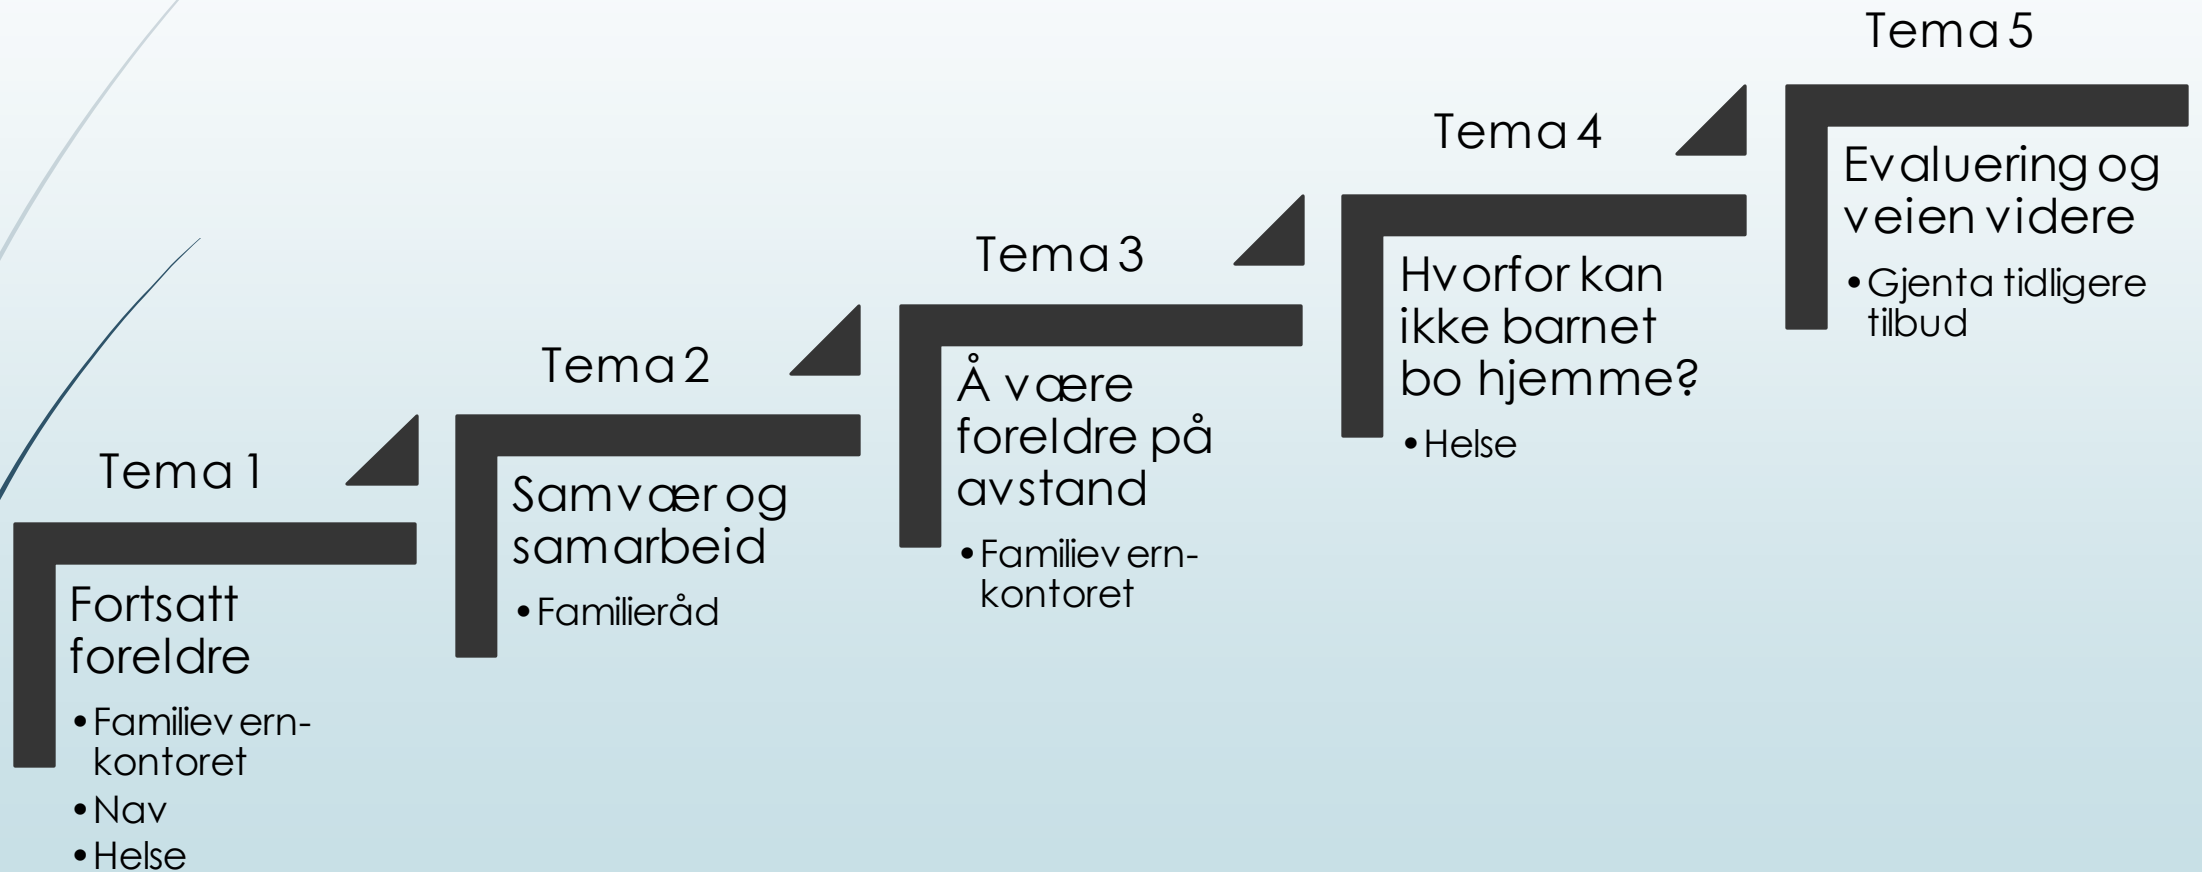 Tema 1
Fortsatt
foreldre
•Familievern-
kontoret
•Nav
•Helse
Tema 2
Samvær og
samarbeid
•Familieråd
Tema 3
Å være
foreldre på
avstand
•Familievern-
kontoret
Tema 4
Hvorfor kan
ikke barnet
bo hjemme?
•Helse
Tema 5
Evaluering og
veien videre
•Gjenta tidligere
tilbud